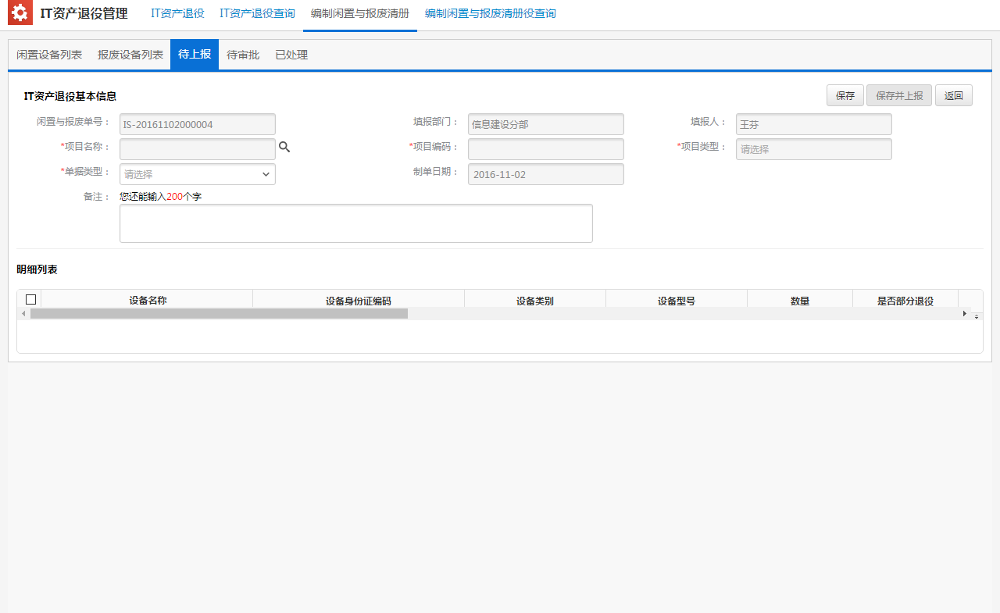 IT资产退役管理 IT资产退役 IT资产退役查询 编制闲置与报废清册 编制闲置与报废清册役查询
闲置设备列表 报废设备列表 待上报 待审批 已处理
IT资产退役基本信息 保存 保存并上报 返回
闲置与报废单号： IS-20161102000004 填报部门： 信息建设分部 填报人： 王芬
*项目名称： *项目编码： *项目类型： 请选择
*单据类型： 请选择 制单日期： 2016-11-02
备注： 您还能输入200个字
明细列表
设备名称 设备身份证编码 设备类别 设备型号 数量 是否部分退役